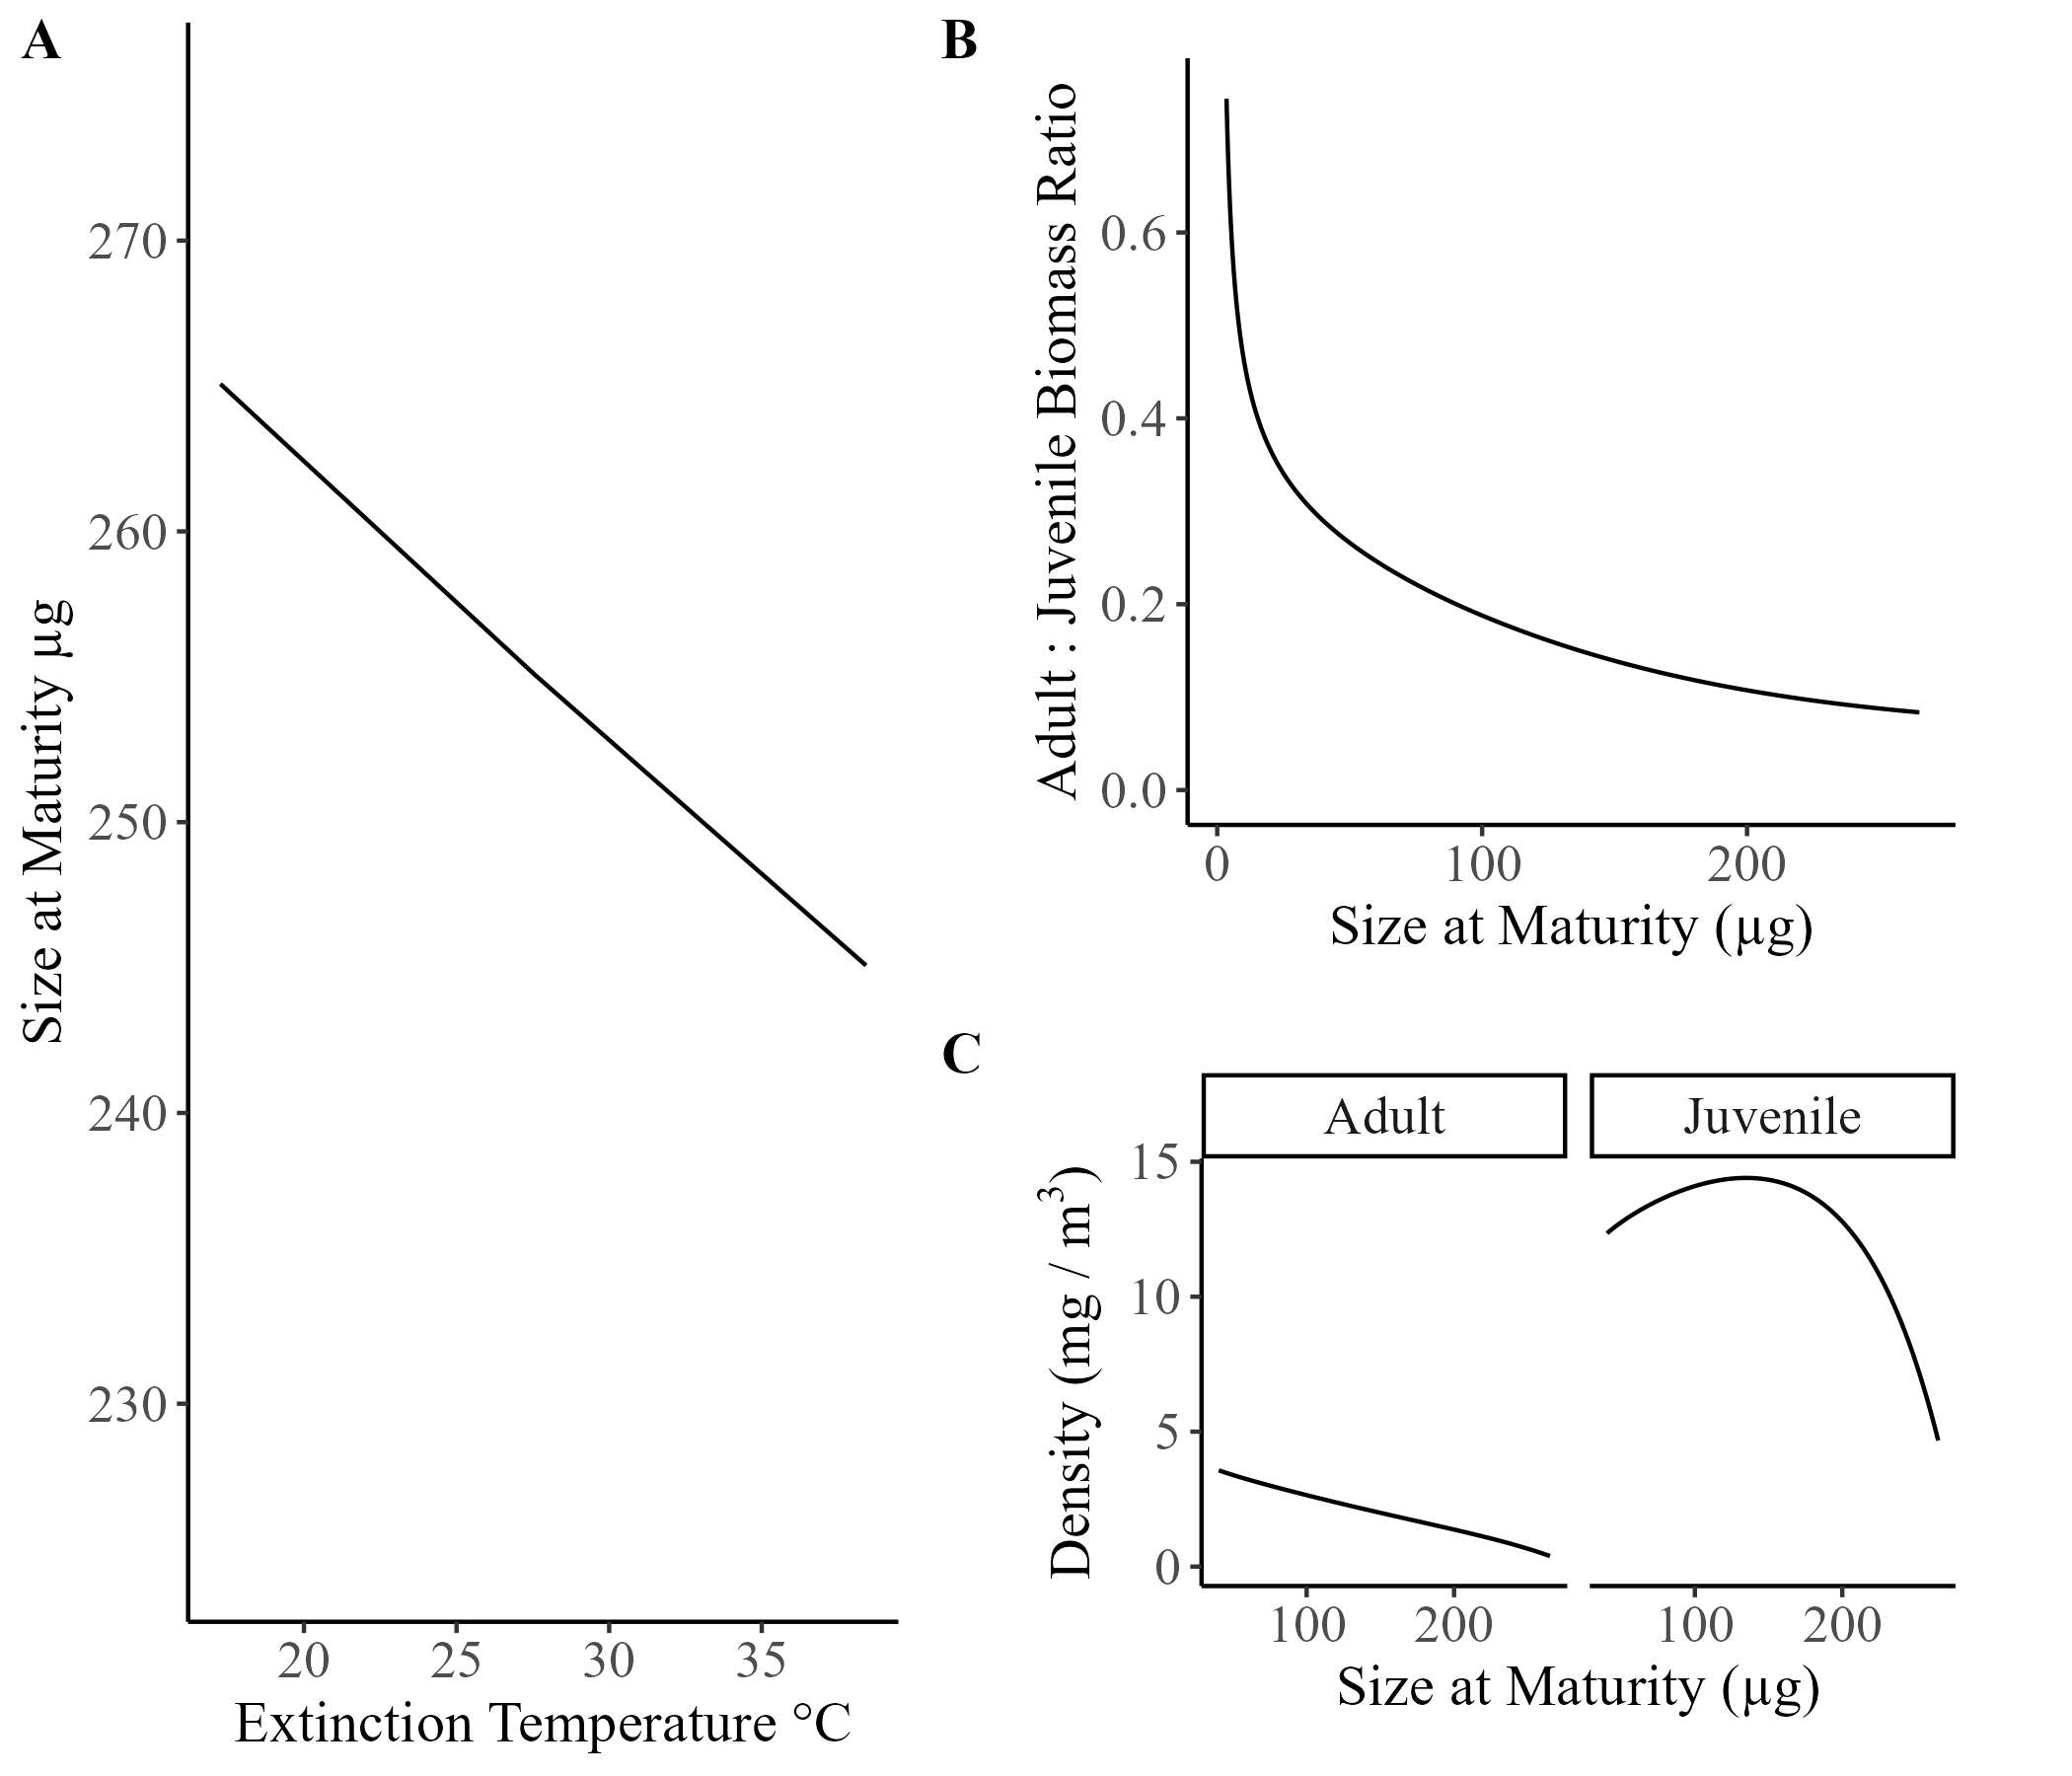 A
Size at Maturity µg
270
260
250
240
230
20 25 30 35
Extinction Temperature °C
B
Adult : Juvenile Biomass Ratio
0.6
0.4
0.2
0.0
0 100 200
Size at Maturity (µg)
C
Adult Juvenile
Density (mg / m³)
15
10
5
0
100 200 100 200
Size at Maturity (µg)